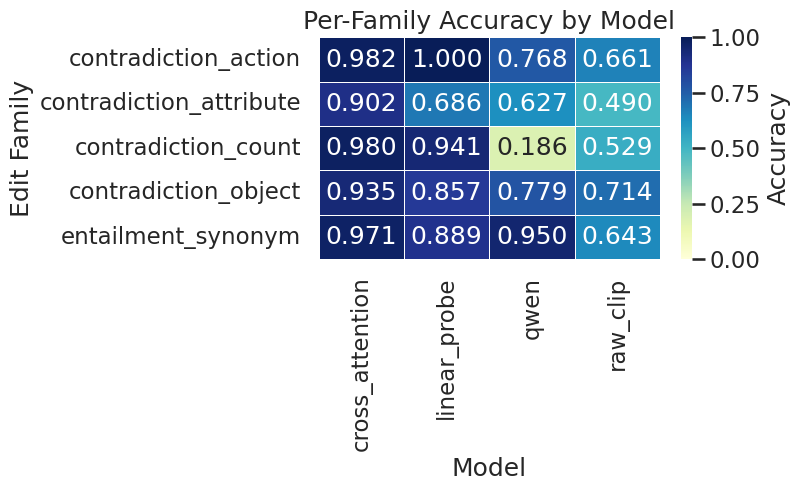 Per-Family Accuracy by Model
Edit Family
contradiction_action 0.982 1.000 0.768 0.661
contradiction_attribute 0.902 0.686 0.627 0.490
contradiction_count 0.980 0.941 0.186 0.529
contradiction_object 0.935 0.857 0.779 0.714
entailment_synonym 0.971 0.889 0.950 0.643
cross_attention
linear_probe
qwen
raw_clip
Model
1.00
0.75
0.50
0.25
0.00
Accuracy